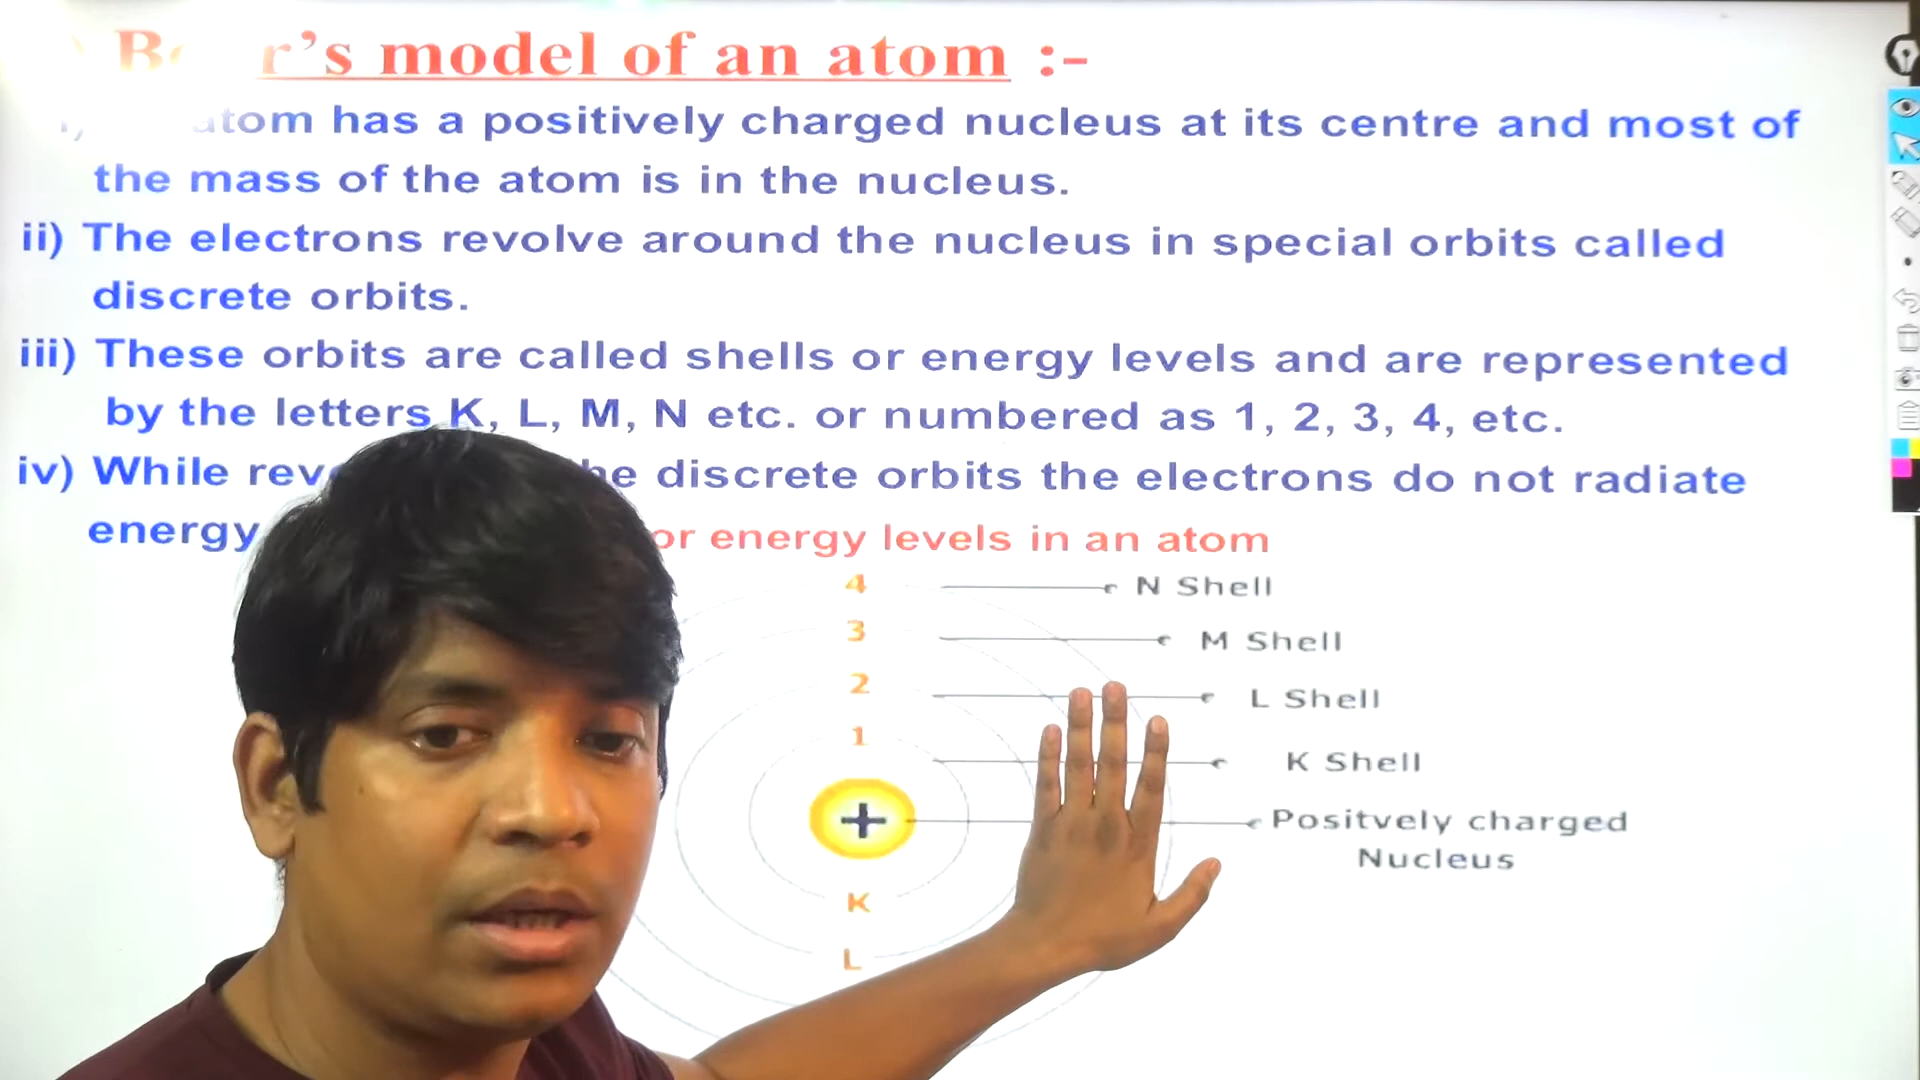 r's model of an atom :-
atom has a positively charged nucleus at its centre and most of
the mass of the atom is in the nucleus.
ii) The electrons revolve around the nucleus in special orbits called
discrete orbits.
iii) These orbits are called shells or energy levels and are represented
by the letters K, L, M, N etc. or numbered as 1, 2, 3, 4, etc.
iv) While discrete orbits the electrons do not radiate
energy or energy levels in an atom
4 N Shell
3 M Shell
2 L Shell
1 K Shell
+ Positvely charged
Nucleus
K
L